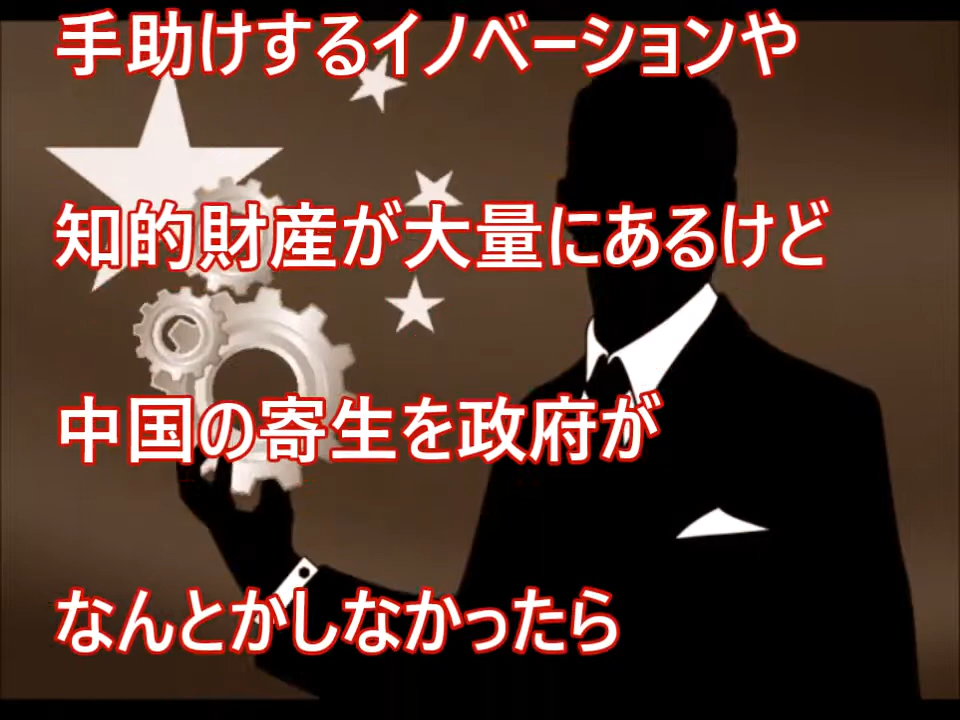 手助けするイノベーションや
知的財産が大量にあるけど
中国の寄生を政府が
なんとかしなかったら